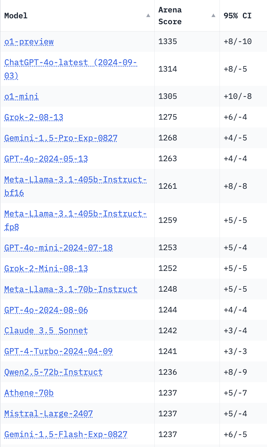 Model Arena Score 95% CI
o1-preview 1335 +8/-10
ChatGPT-4o-latest (2024-09-
03) 1314 +8/-5
o1-mini 1305 +10/-8
Grok-2-08-13 1275 +6/-4
Gemini-1.5-Pro-Exp-0827 1268 +4/-5
GPT-4o-2024-05-13 1263 +4/-4
Meta-Llama-3.1-405b-Instruct-
bf16 1261 +8/-8
Meta-Llama-3.1-405b-Instruct-
fp8 1259 +5/-5
GPT-4o-mini-2024-07-18 1253 +5/-4
Grok-2-Mini-08-13 1252 +5/-5
Meta-Llama-3.1-70b-Instruct 1248 +5/-5
GPT-4o-2024-08-06 1244 +4/-4
Claude 3.5 Sonnet 1242 +3/-4
GPT-4-Turbo-2024-04-09 1241 +3/-3
Qwen2.5-72b-Instruct 1236 +8/-9
Athene-70b 1237 +5/-7
Mistral-Large-2407 1237 +5/-4
Gemini-1.5-Flash-Exp-0827 1237 +6/-5